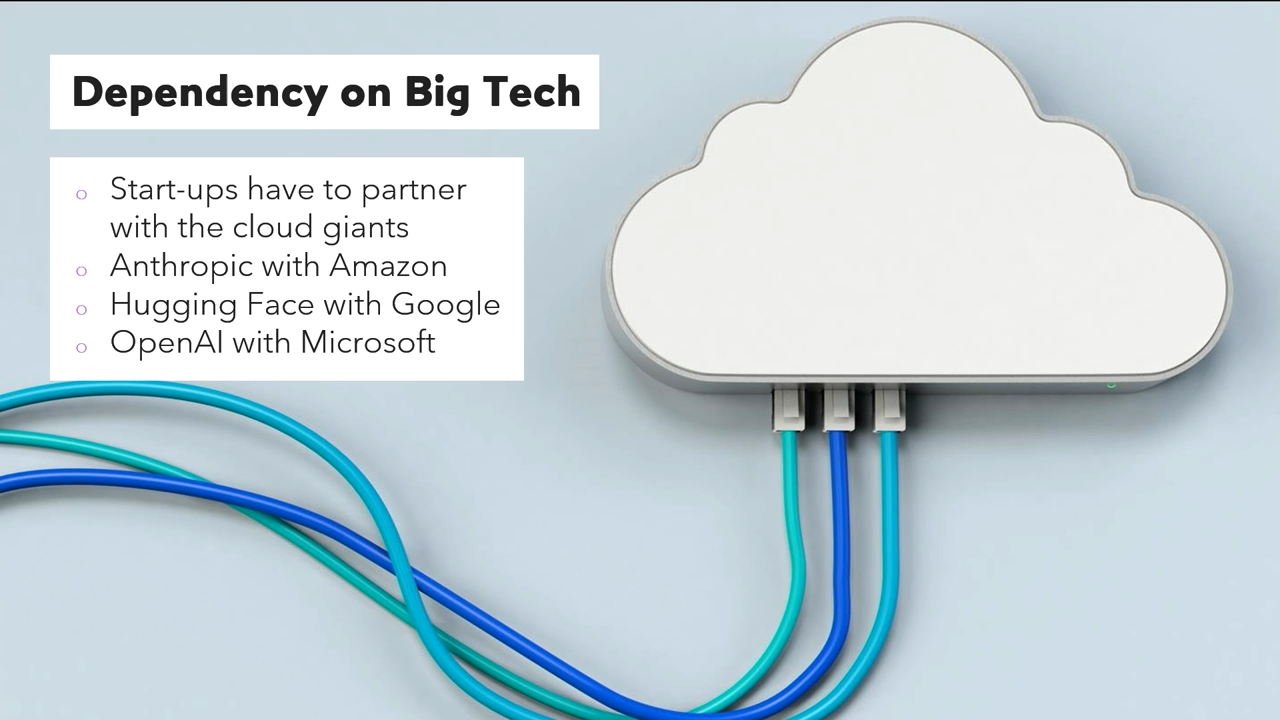 Dependency on Big Tech
o Start-ups have to partner
with the cloud giants
o Anthropic with Amazon
o Hugging Face with Google
o OpenAI with Microsoft